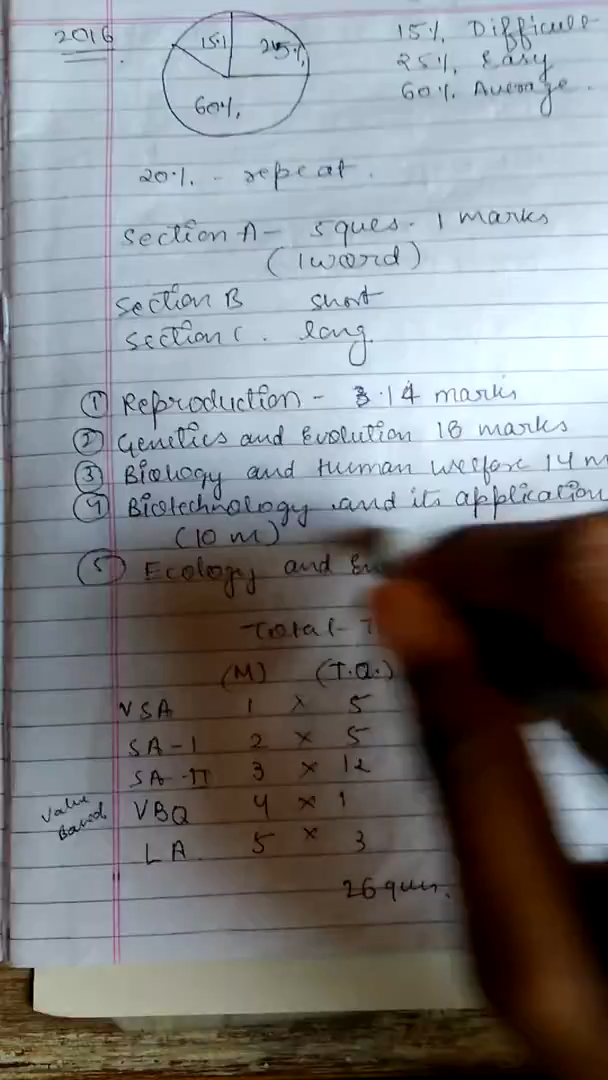 2016
15%
25%
60%
15% Difficult
25% Easy
60% Average.
20% - repeat.
Section A - 5 ques. 1 marks
(1 word)
Section B short
Section C. long
① Reproduction - 14 marks
② Genetics and Evolution 18 marks
③ Biology and Human welfare 14 m
④ Biotechnology and its application
(10 m)
⑤ Ecology and
Total -
(M) (T.Q.)
VSA 1 × 5
SA-I 2 × 5
SA-II 3 × 12
Value Based VBQ 4 × 1
LA 5 × 3
26 ques.